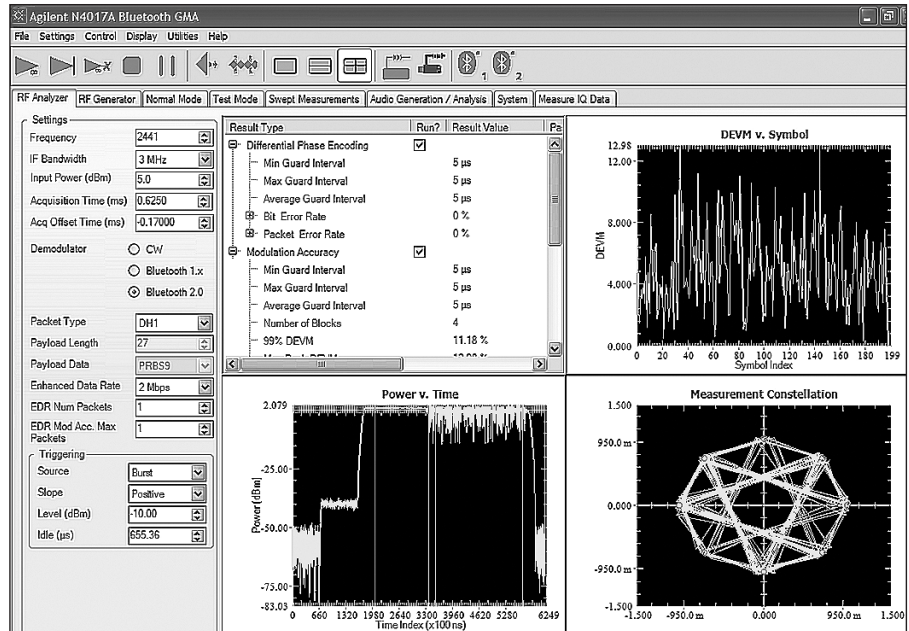 Agilent N4017A Bluetooth GMA
File Settings Control Display Utilities Help
1 2
RF Analyzer RF Generator Normal Mode Test Mode Swept Measurements Audio Generation / Analysis System Measure IQ Data
Settings
Frequency 2441
IF Bandwidth 3 MHz
Input Power (dBm) 5.0
Acquisition Time (ms) 0.6250
Acq Offset Time (ms) -0.17000
Demodulator CW
Bluetooth 1.x
Bluetooth 2.0
Packet Type DH1
Payload Length 27
Payload Data PRBS9
Enhanced Data Rate 2 Mbps
EDR Num Packets 1
EDR Mod Acc. Max Packets 1
Triggering
Source Burst
Slope Positive
Level (dBm) -10.00
Idle (µs) 655.36
Result Type Run? Result Value Pa
Differential Phase Encoding
Min Guard Interval 5 µs
Max Guard Interval 5 µs
Average Guard Interval 5 µs
Bit Error Rate 0 %
Packet Error Rate 0 %
Modulation Accuracy
Min Guard Interval 5 µs
Max Guard Interval 5 µs
Average Guard Interval 5 µs
Number of Blocks 4
99% DEVM 11.18 %
DEVM v. Symbol
12.98
12.00
8.000
4.000
0.000
DEVM
0 20 40 60 80 100 120 140 160 199
Symbol Index
Power v. Time
2.079
-25.00
-50.00
-75.00
-83.03
Power (dBm)
0 660 1320 1980 2640 3300 3960 4620 5280 6249
Time Index (x100 ns)
Measurement Constellation
1.500
950.0 m
0.000
-950.0 m
-1.500
-1.500 -950.0 m 0.000 950.0 m 1.500